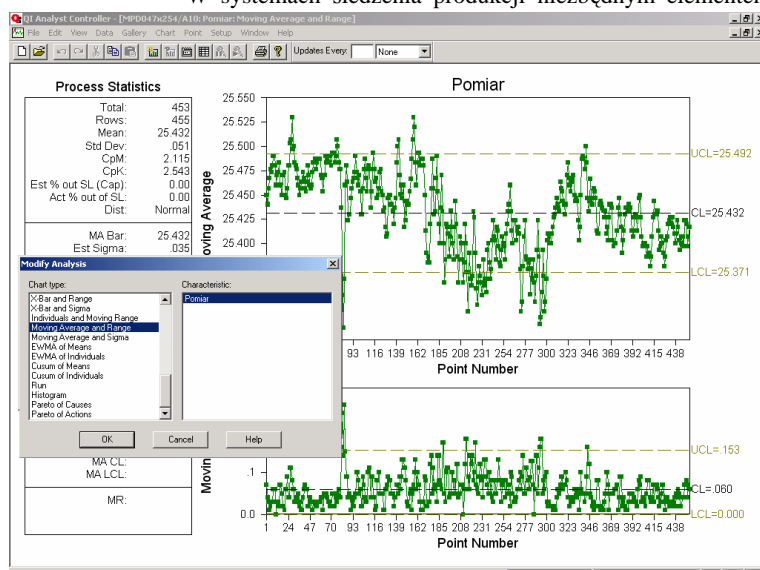 W systemach śledzenia produkcji niezbędnym elementem
QI Analyst Controller - [MPD047x254/A10: Pomiar: Moving Average and Range]
File Edit View Data Gallery Chart Point Setup Window Help
Updates Every: None
Process Statistics
Total: 453
Rows: 455
Mean: 25.432
Std Dev: .051
CpM: 2.115
CpK: 2.543
Est % out SL (Cap): 0.00
Act % out of SL: 0.00
Dist: Normal
MA Bar: 25.432
Est Sigma: .035
MA CL:
MA LCL:
MR:
Pomiar
25.550
25.525
25.500
25.475
25.450
25.425
25.400
oving Average
UCL=25.492
CL=25.432
LCL=25.371
93 116 139 162 185 208 231 254 277 300 323 346 369 392 415 438
Point Number
Modify Analysis
Chart type:
X-Bar and Range
X-Bar and Sigma
Individuals and Moving Range
Moving Average and Range
Moving Average and Sigma
EWMA of Means
EWMA of Individuals
Cusum of Means
Cusum of Individuals
Run
Histogram
Pareto of Causes
Pareto of Actions
Characteristic:
Pomiar
OK Cancel Help
Movin
.1
0.0
UCL=.153
CL=.060
LCL=0.000
1 24 47 70 93 116 139 162 185 208 231 254 277 300 323 346 369 392 415 438
Point Number